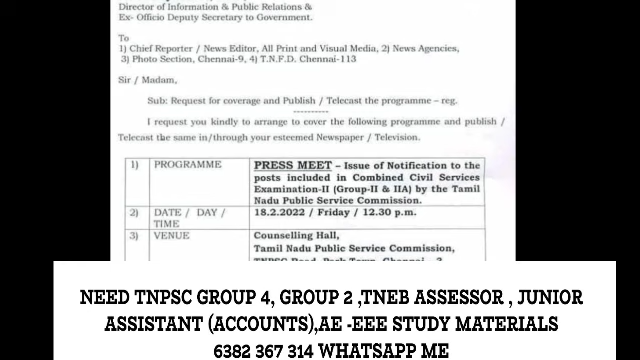 Director of Information & Public Relations &
Ex- Officio Deputy Secretary to Government.
To
1) Chief Reporter / News Editor, All Print and Visual Media, 2) News Agencies,
3) Photo Section, Chennai-9, 4) T.N.F.D. Chennai-113
Sir / Madam,
Sub: Request for coverage and Publish / Telecast the programme – reg.
----------
I request you kindly to arrange to cover the following programme and publish /
Telecast the same in/through your esteemed Newspaper / Television.
1) PROGRAMME PRESS MEET – Issue of Notification to the
posts included in Combined Civil Services
Examination-II (Group-II & IIA) by the Tamil
Nadu Public Service Commission.
2) DATE / DAY / 18.2.2022 / Friday / 12.30 p.m.
TIME
3) VENUE Counselling Hall,
Tamil Nadu Public Service Commission,
NEED TNPSC GROUP 4, GROUP 2 ,TNEB ASSESSOR , JUNIOR
ASSISTANT (ACCOUNTS),AE -EEE STUDY MATERIALS
6382 367 314 WHATSAPP ME